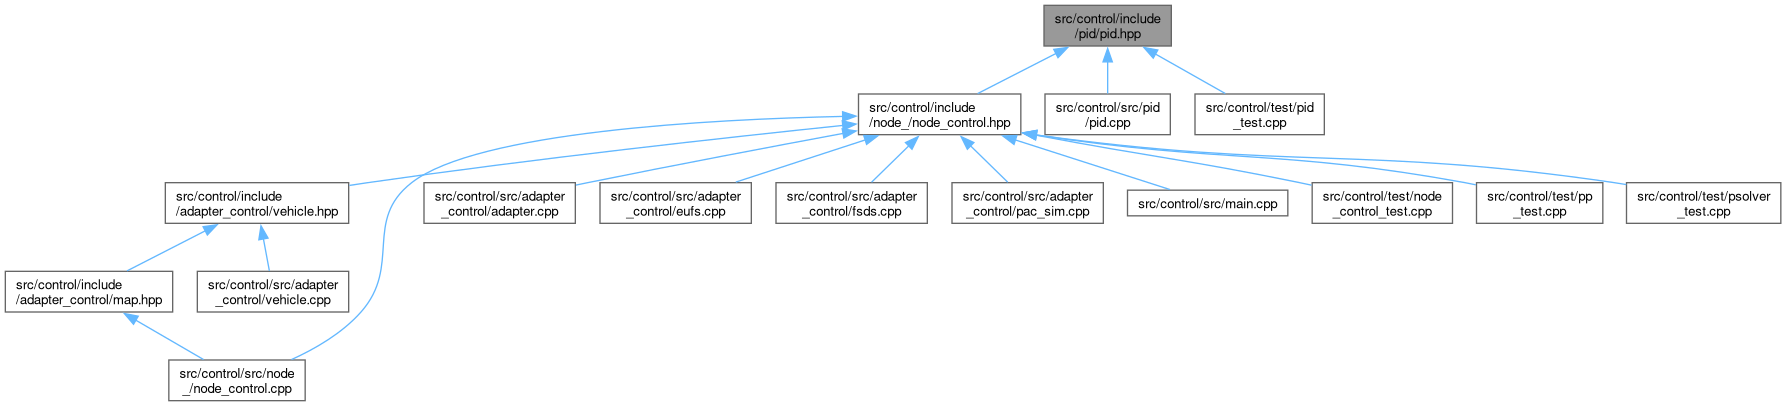 src/control/include
/pid/pid.hpp
src/control/include
/node_/node_control.hpp
src/control/src/pid
/pid.cpp
src/control/test/pid
_test.cpp
src/control/include
/adapter_control/vehicle.hpp
src/control/src/adapter
_control/adapter.cpp
src/control/src/adapter
_control/eufs.cpp
src/control/src/adapter
_control/fsds.cpp
src/control/src/adapter
_control/pac_sim.cpp
src/control/src/main.cpp
src/control/test/node
_control_test.cpp
src/control/test/pp
_test.cpp
src/control/test/psolver
_test.cpp
src/control/include
/adapter_control/map.hpp
src/control/src/adapter
_control/vehicle.cpp
src/control/src/node
_/node_control.cpp